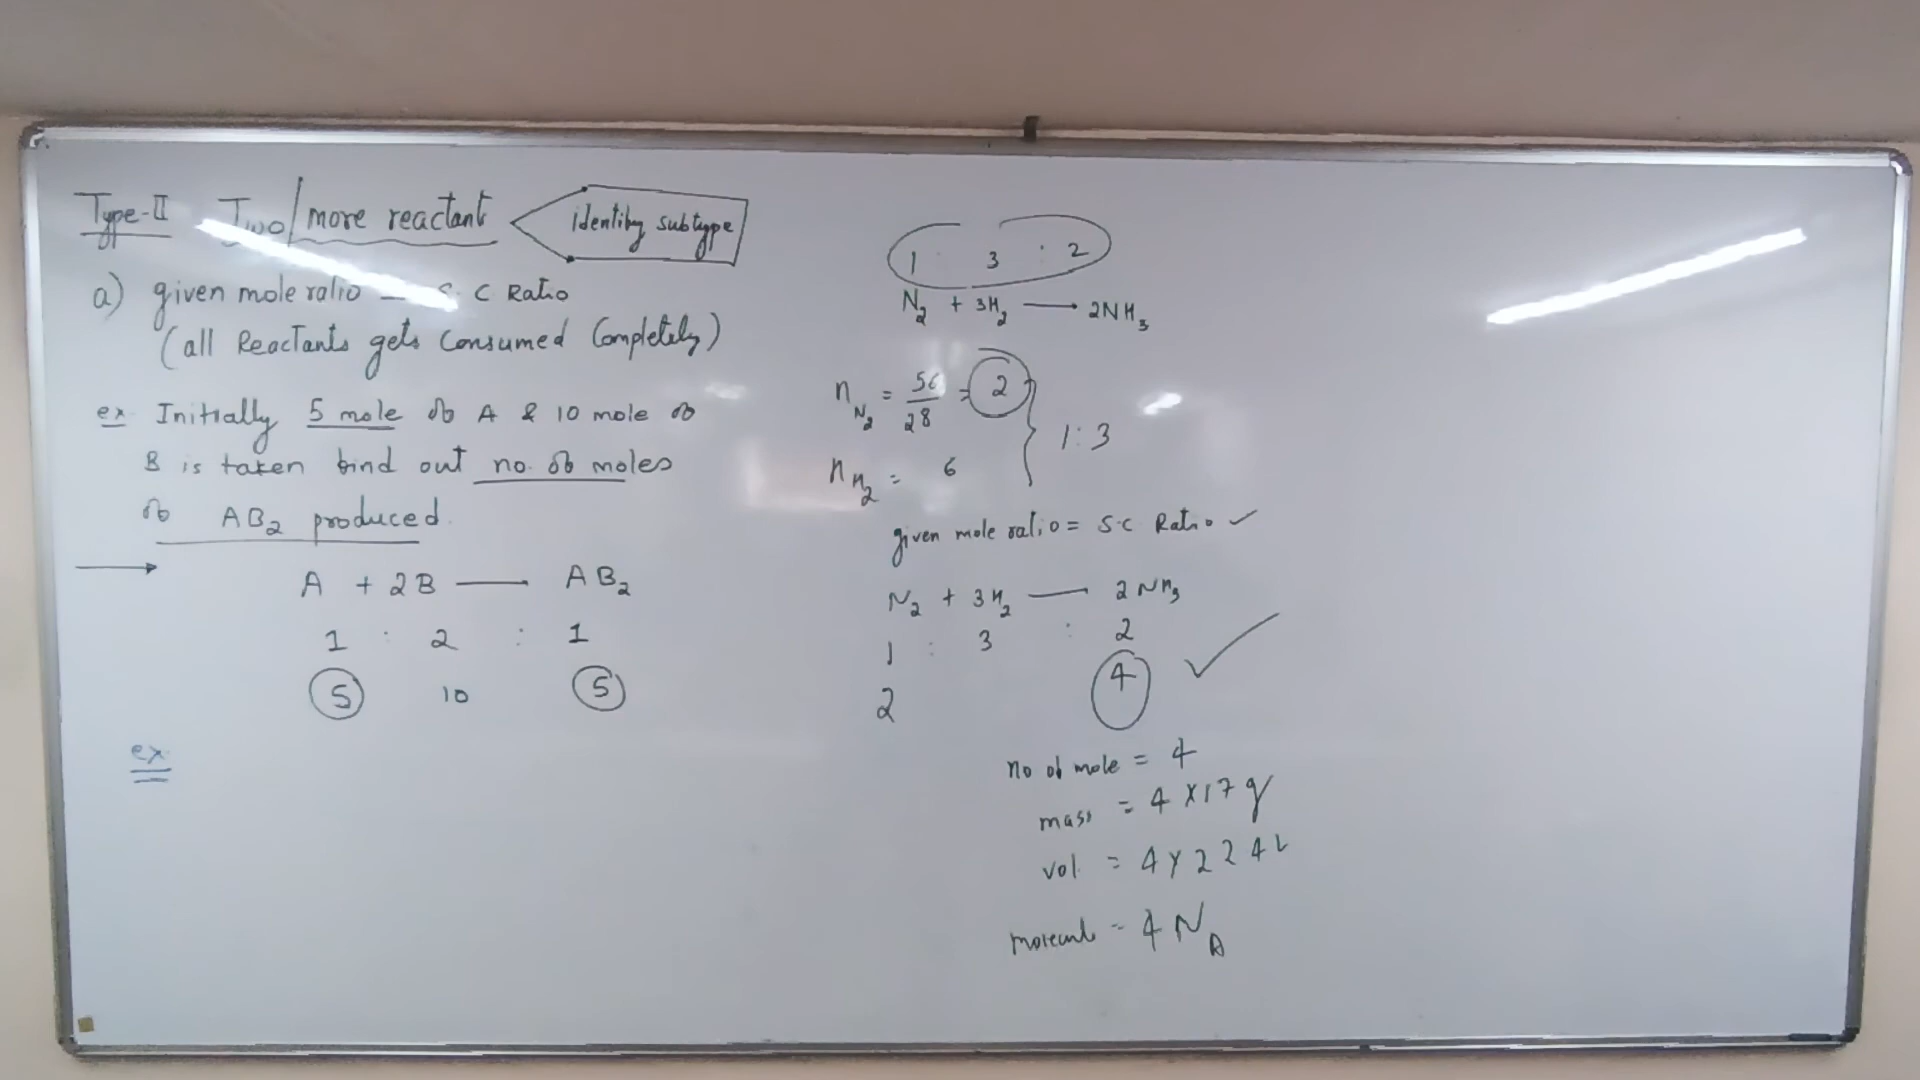 Type-II Two/more reactant identify subtype
a) given mole ratio = S.C Ratio
(all Reactants gets Consumed Completely)
ex Initially 5 mole of A & 10 mole of
B is taken find out no. of moles
of AB₂ produced.
A + 2B — AB₂
1 : 2 : 1
5 10 5
ex
1 : 3 : 2
N₂ + 3H₂ → 2NH₃
n_N₂ = 56/28 = 2
n_H₂ = 6
1:3
given mole ratio = S.C Ratio ✓
N₂ + 3H₂ — 2NH₃
1 : 3 : 2
2 4 ✓
no of mole = 4
mass = 4 X 17 g
vol. = 4 X 22 4 L
molecule = 4 N_A